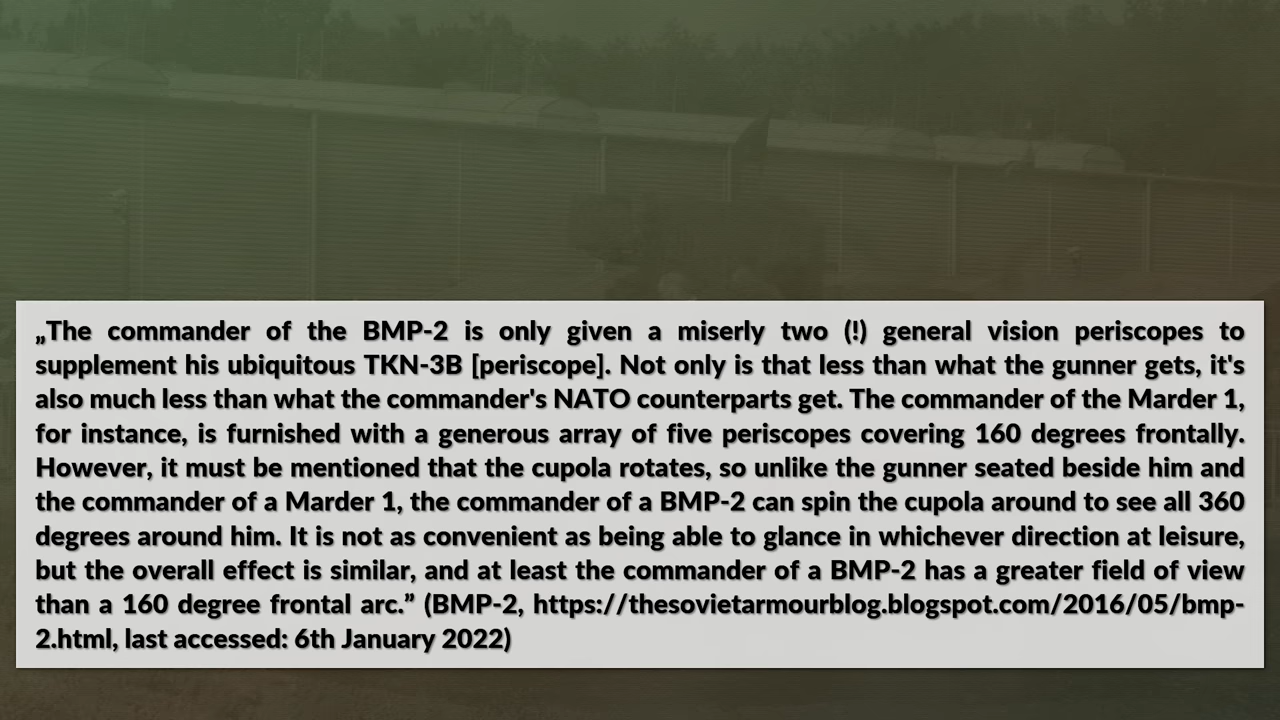 „The commander of the BMP-2 is only given a miserly two (!) general vision periscopes to
supplement his ubiquitous TKN-3B [periscope]. Not only is that less than what the gunner gets, it's
also much less than what the commander's NATO counterparts get. The commander of the Marder 1,
for instance, is furnished with a generous array of five periscopes covering 160 degrees frontally.
However, it must be mentioned that the cupola rotates, so unlike the gunner seated beside him and
the commander of a Marder 1, the commander of a BMP-2 can spin the cupola around to see all 360
degrees around him. It is not as convenient as being able to glance in whichever direction at leisure,
but the overall effect is similar, and at least the commander of a BMP-2 has a greater field of view
than a 160 degree frontal arc.” (BMP-2, https://thesovietarmourblog.blogspot.com/2016/05/bmp-
2.html, last accessed: 6th January 2022)